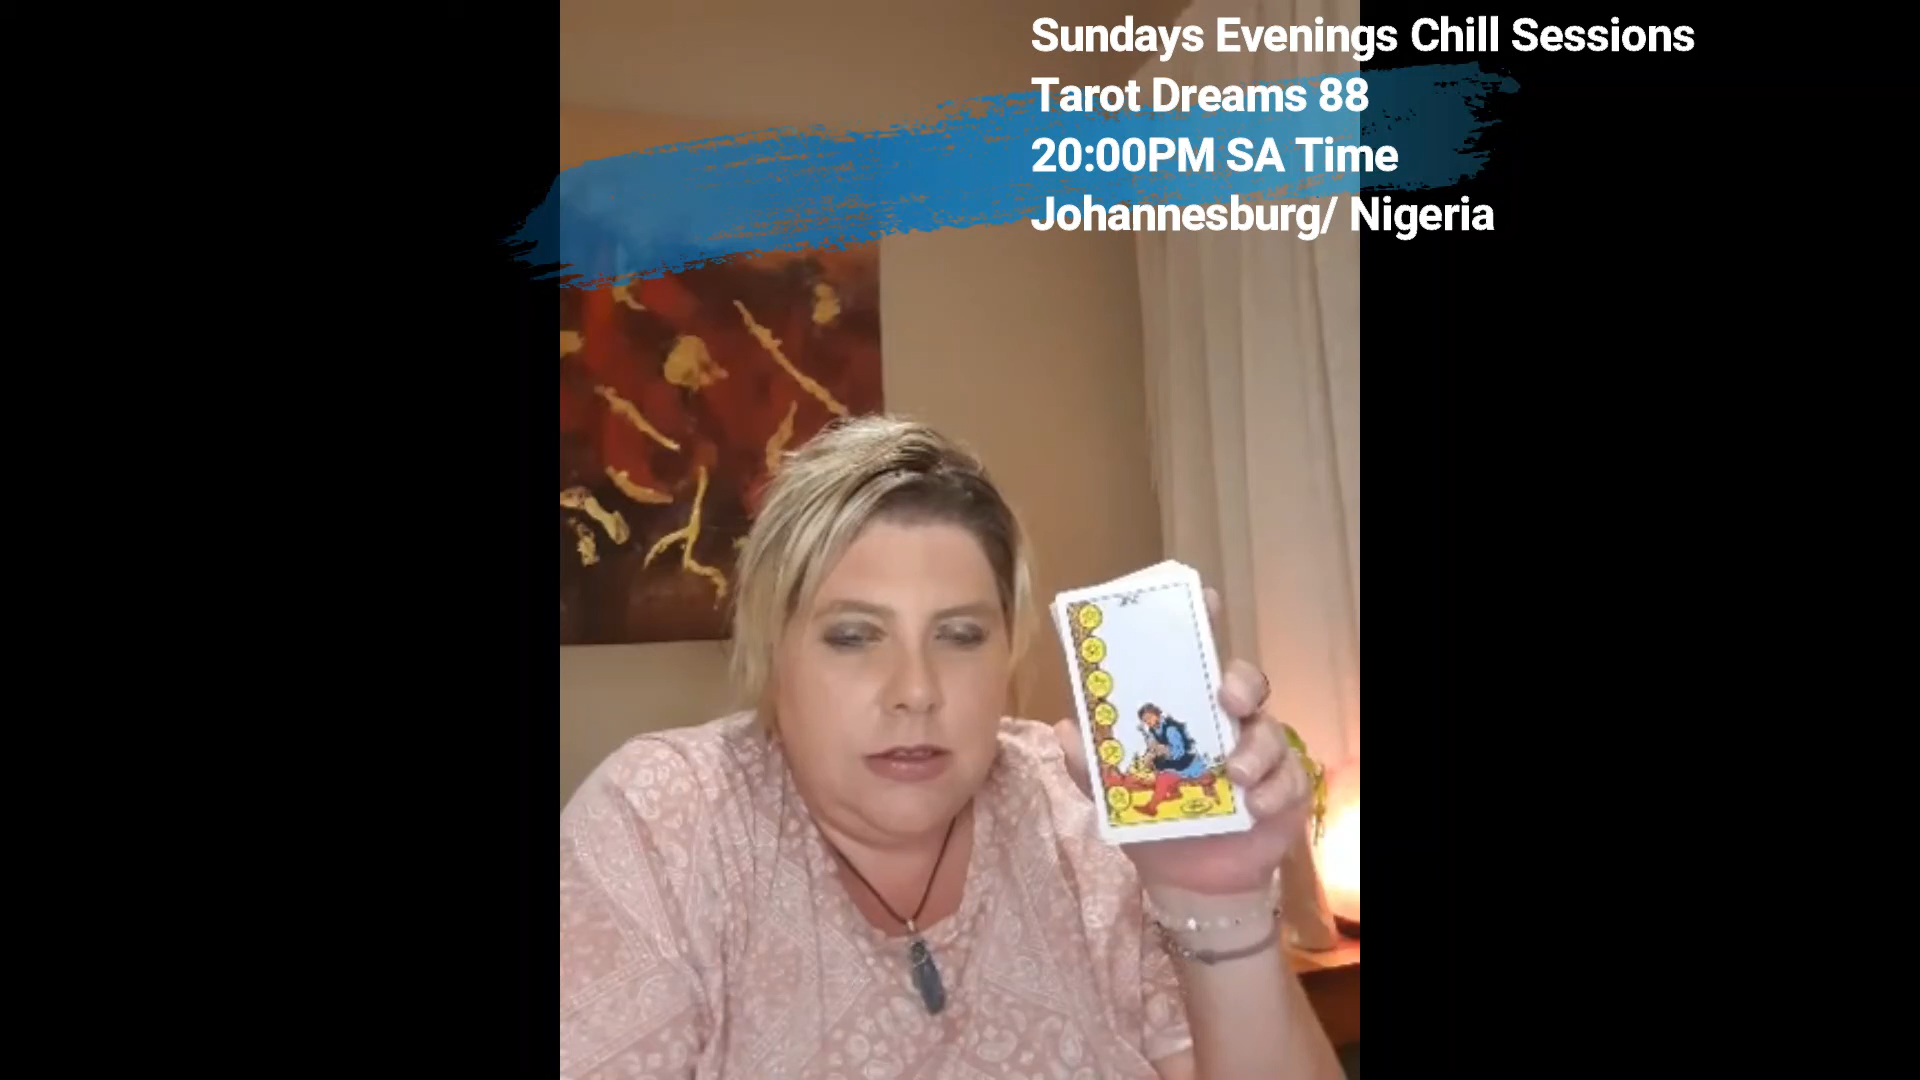 Sundays Evenings Chill Sessions
Tarot Dreams 88
20:00PM SA Time
Johannesburg/ Nigeria